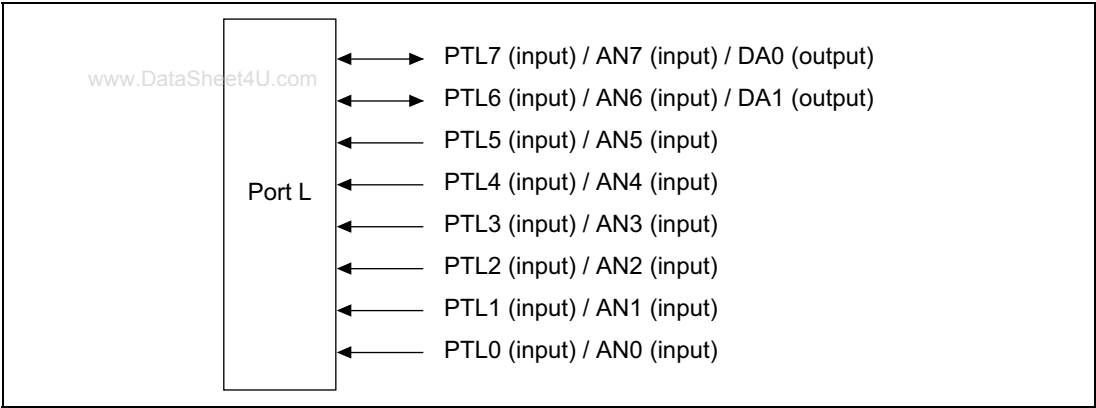 PTL7 (input) / AN7 (input) / DA0 (output)
www.DataSheet4U.com
PTL6 (input) / AN6 (input) / DA1 (output)
PTL5 (input) / AN5 (input)
Port L
PTL4 (input) / AN4 (input)
PTL3 (input) / AN3 (input)
PTL2 (input) / AN2 (input)
PTL1 (input) / AN1 (input)
PTL0 (input) / AN0 (input)